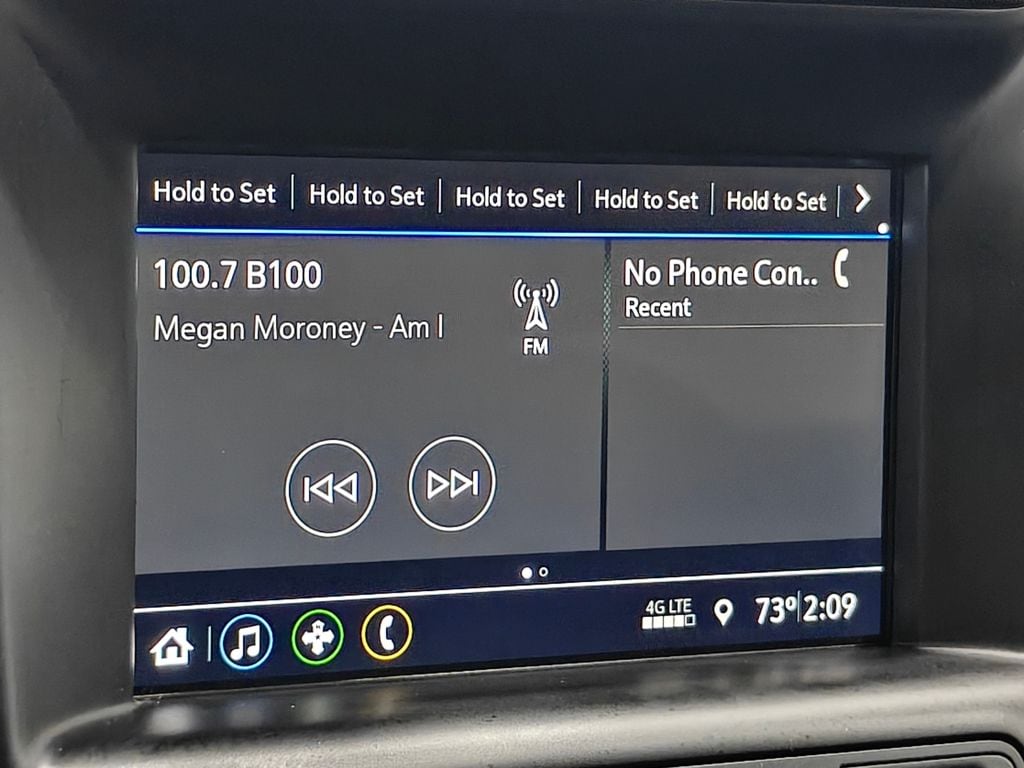 Hold to Set Hold to Set Hold to Set Hold to Set Hold to Set
100.7 B100
Megan Moroney - Am I
FM
No Phone Con..
Recent
4G LTE
73° 2:09